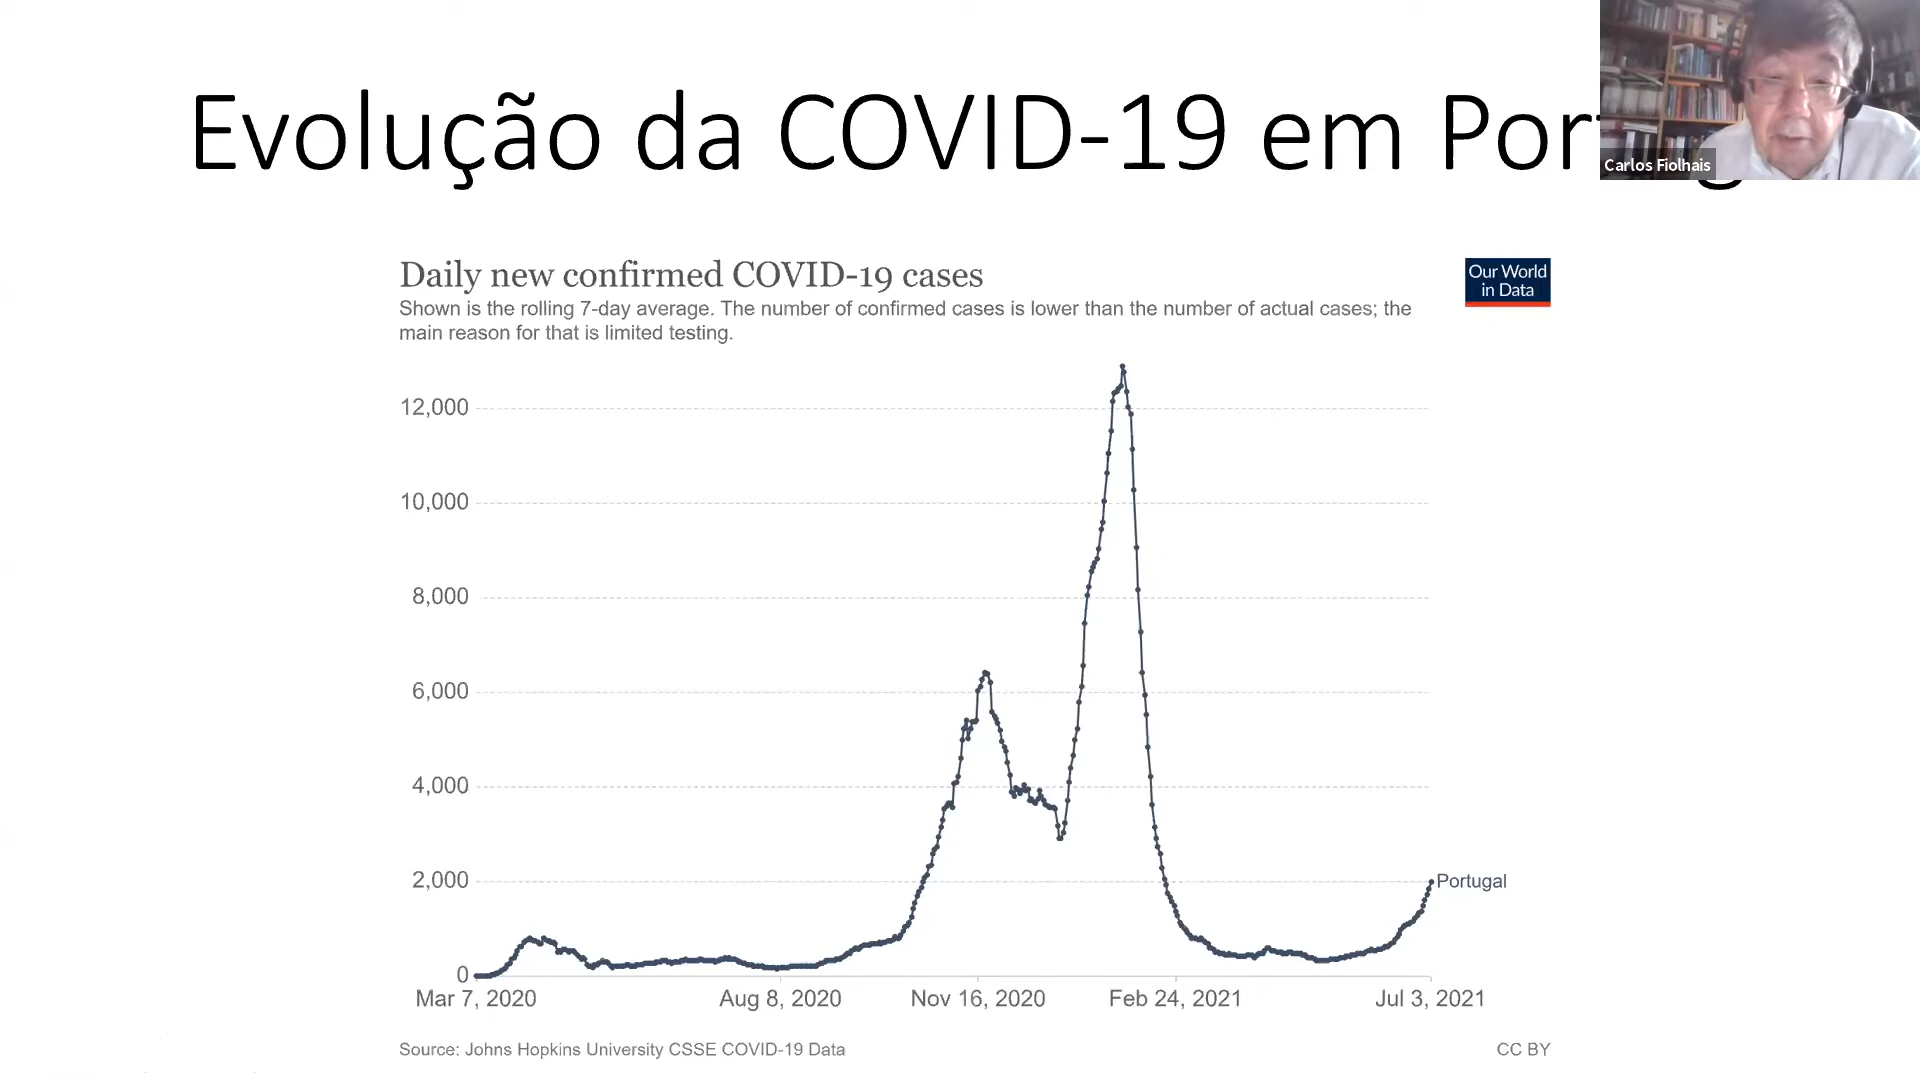 Evolução da COVID-19 em Por
Carlos Fiolhais
Daily new confirmed COVID-19 cases
Shown is the rolling 7-day average. The number of confirmed cases is lower than the number of actual cases; the
main reason for that is limited testing.
Our World
in Data
12,000
10,000
8,000
6,000
4,000
2,000
0
Portugal
Mar 7, 2020
Aug 8, 2020
Nov 16, 2020
Feb 24, 2021
Jul 3, 2021
Source: Johns Hopkins University CSSE COVID-19 Data
CC BY